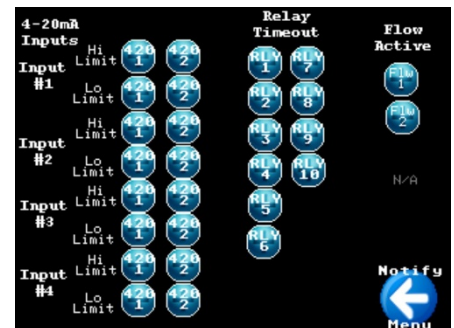 4-20mA
Inputs
Input
#1
Hi
Limit
420
1
420
2
Lo
Limit
420
1
420
2
Input
#2
Hi
Limit
420
1
420
2
Lo
Limit
420
1
420
2
Input
#3
Hi
Limit
420
1
420
2
Lo
Limit
420
1
420
2
Input
#4
Hi
Limit
420
1
420
2
Lo
Limit
420
1
420
2
Relay
Timeout
RLY
1
RLY
7
RLY
2
RLY
8
RLY
3
RLY
9
RLY
4
RLY
10
RLY
5
RLY
6
Flow
Active
Flw
1
Flw
2
N/A
Notify
Menu